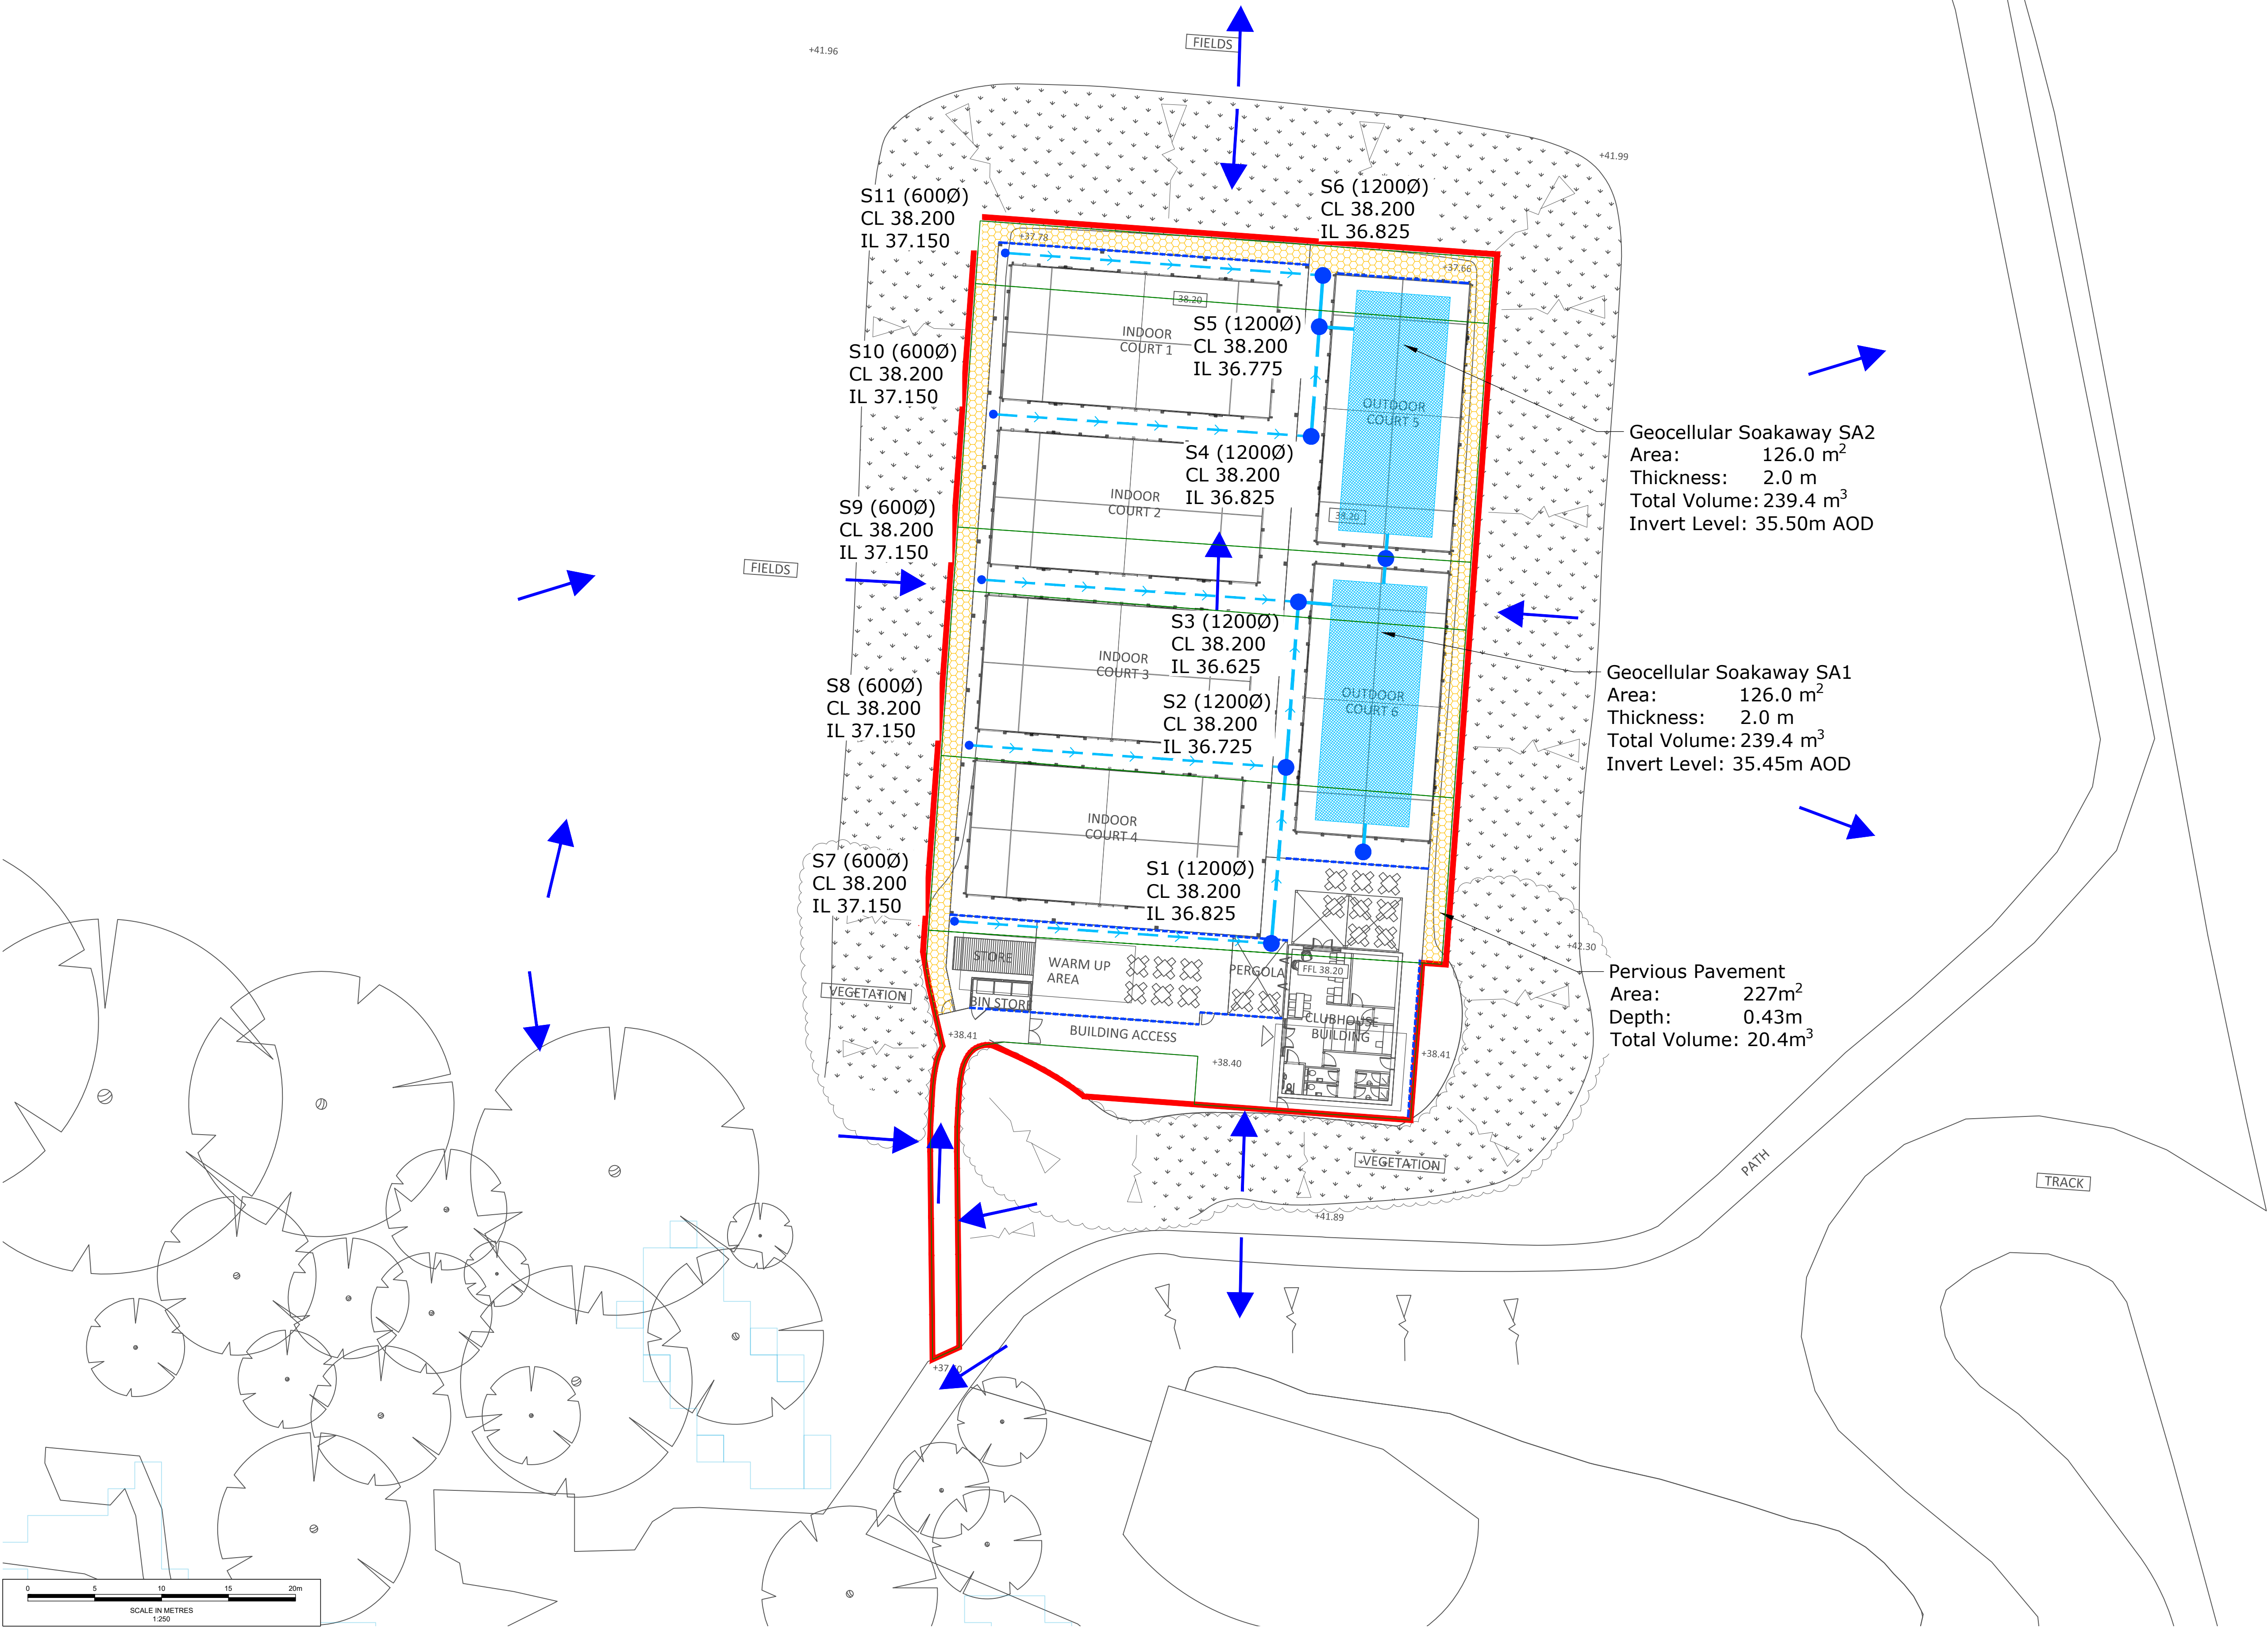 +41.96
FIELDS
+41.99
S11 (600Ø)
CL 38.200
IL 37.150
S6 (1200Ø)
CL 38.200
IL 36.825
+37.78
+37.66
38.20
INDOOR
COURT 1
S5 (1200Ø)
CL 38.200
IL 36.775
S10 (600Ø)
CL 38.200
IL 37.150
OUTDOOR
COURT 5
Geocellular Soakaway SA2
Area: 126.0 m²
Thickness: 2.0 m
Total Volume: 239.4 m³
Invert Level: 35.50m AOD
S4 (1200Ø)
CL 38.200
IL 36.825
INDOOR
COURT 2
38.20
S9 (600Ø)
CL 38.200
IL 37.150
FIELDS
S3 (1200Ø)
CL 38.200
IL 36.625
INDOOR
COURT 3
Geocellular Soakaway SA1
Area: 126.0 m²
Thickness: 2.0 m
Total Volume: 239.4 m³
Invert Level: 35.45m AOD
S8 (600Ø)
CL 38.200
IL 37.150
S2 (1200Ø)
CL 38.200
IL 36.725
OUTDOOR
COURT 6
INDOOR
COURT 4
S7 (600Ø)
CL 38.200
IL 37.150
S1 (1200Ø)
CL 38.200
IL 36.825
+42.30
STORE
WARM UP
AREA
PERGOLA
FFL 38.20
Pervious Pavement
Area: 227m²
Depth: 0.43m
Total Volume: 20.4m³
VEGETATION
BIN STORE
CLUBHOUSE
BUILDING
+38.41
BUILDING ACCESS
+38.40
+38.41
VEGETATION
PATH
TRACK
+41.89
0 5 10 15 20m
SCALE IN METRES
1:250